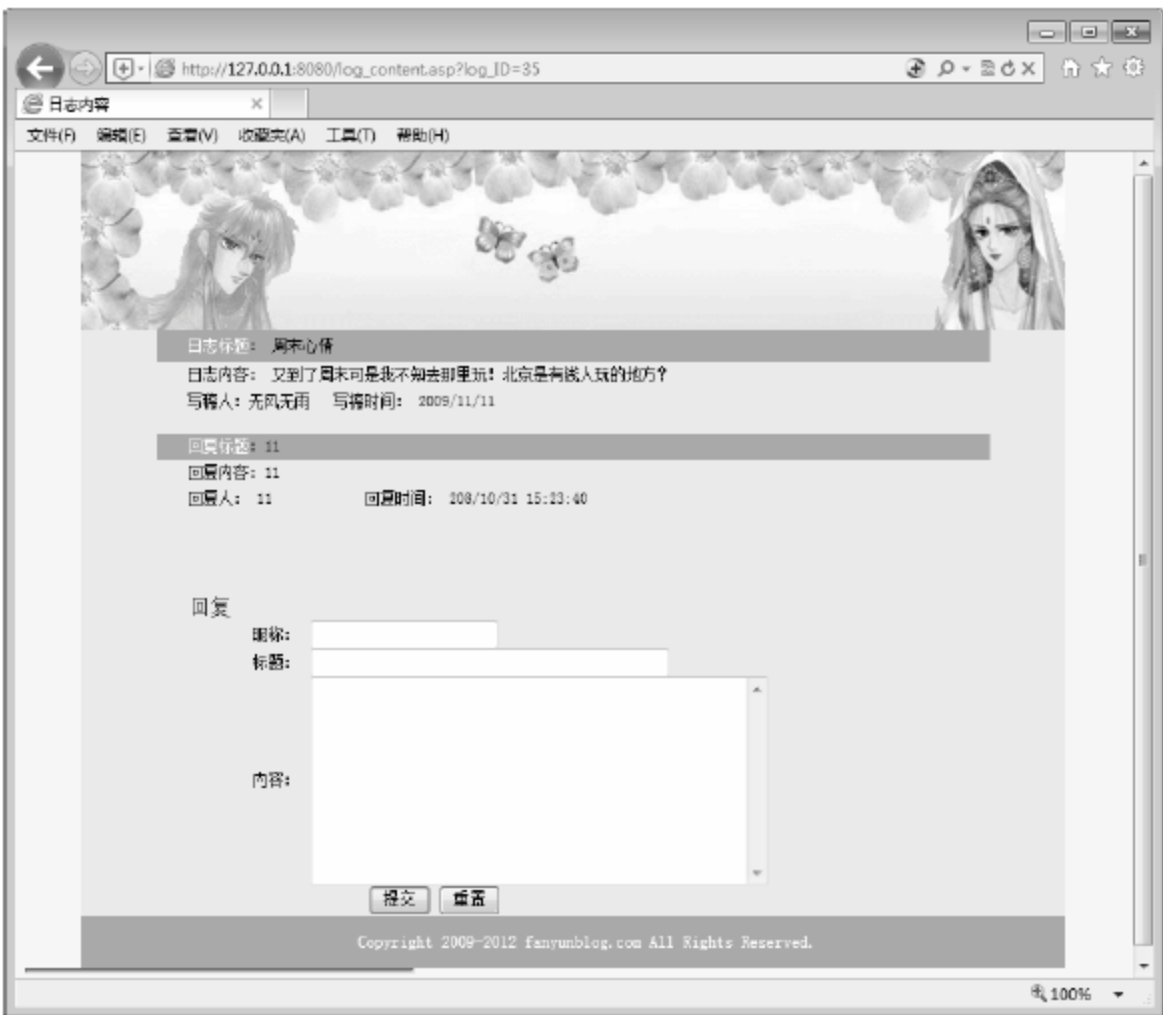 http://127.0.0.1:8080/log_content.asp?log_ID=35
日志内容
文件(F) 编辑(E) 查看(V) 收藏夹(A) 工具(T) 帮助(H)
日志标题： 周末心情
日志内容： 又到了周末可是我不知去那里玩！北京是有钱人玩的地方？
写稿人：无风无雨 写稿时间： 2009/11/11
回复标题：11
回复内容：11
回复人： 11 回复时间： 208/10/31 15:23:40
回复
昵称：
标题：
内容：
提交 重置
Copyright 2009-2012 fanyunblog.com All Rights Reserved.
100%